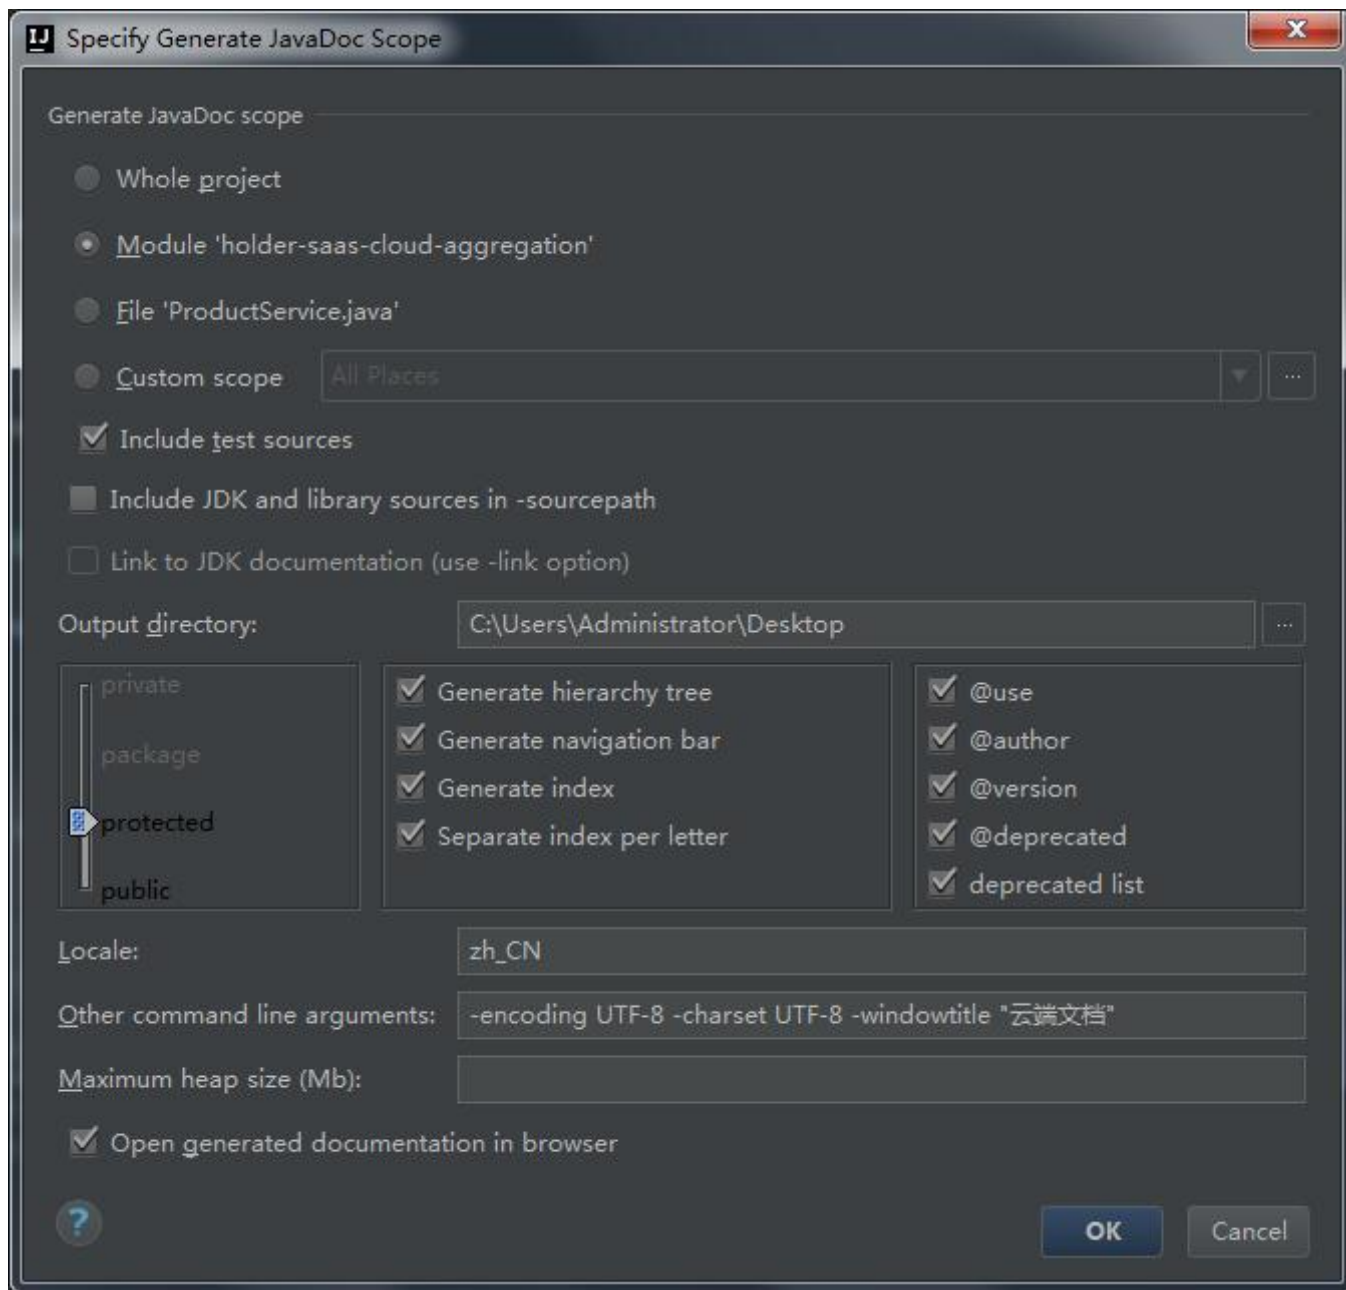 IJ Specify Generate JavaDoc Scope
Generate JavaDoc scope
Whole project
Module 'holder-saas-cloud-aggregation'
File 'ProductService.java'
Custom scope All Places ...
Include test sources
Include JDK and library sources in -sourcepath
Link to JDK documentation (use -link option)
Output directory: C:\Users\Administrator\Desktop ...
private
package
protected
public
Generate hierarchy tree
Generate navigation bar
Generate index
Separate index per letter
@use
@author
@version
@deprecated
deprecated list
Locale: zh_CN
Other command line arguments: -encoding UTF-8 -charset UTF-8 -windowtitle "云端文档"
Maximum heap size (Mb):
Open generated documentation in browser
? OK Cancel